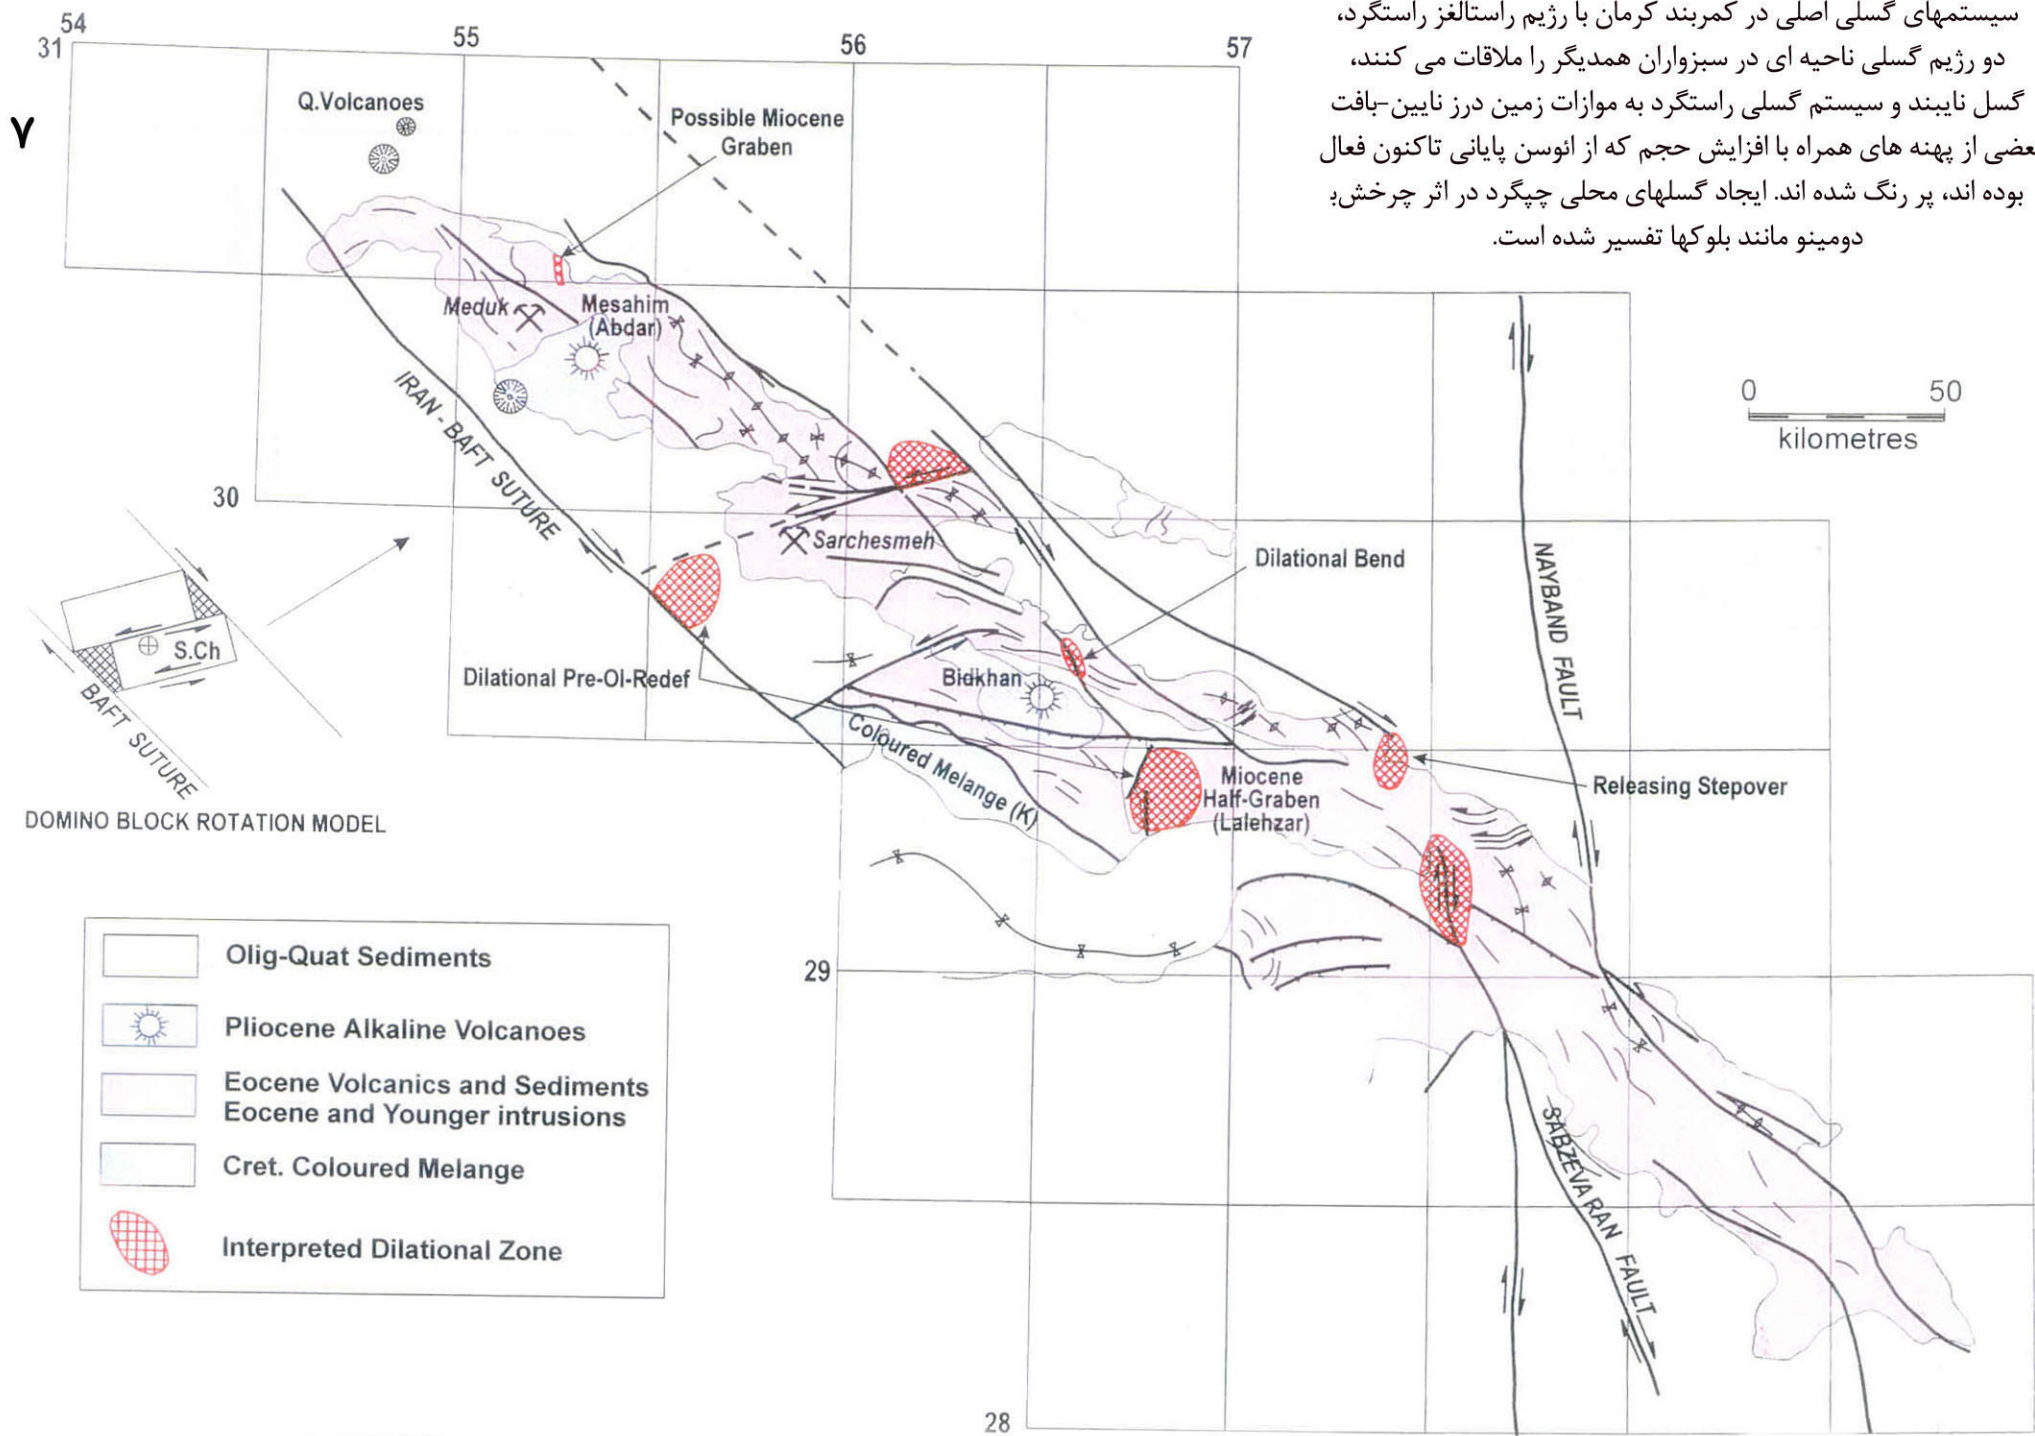 54
55
56
57
31
30
29
28
۷
سیستمهای گسلی اصلی در کمربند کرمان با رژیم راستالغز راستگرد،
دو رژیم گسلی ناحیه ای در سبزواران همدیگر را ملاقات می کنند،
گسل نایبند و سیستم گسلی راستگرد به موازات زمین درز نایین-بافت
عضی از پهنه های همراه با افزایش حجم که از ائوسن پایانی تاکنون فعال
بوده اند، پر رنگ شده اند. ایجاد گسلهای محلی چپگرد در اثر چرخش
دومینو مانند بلوکها تفسیر شده است.
Q.Volcanoes
Possible Miocene
Graben
Meduk
Mesahim
(Abdar)
IRAN - BAFT SUTURE
Sarchesmeh
Dilational Bend
NAYBAND FAULT
0 50
kilometres
S.Ch
BAFT SUTURE
DOMINO BLOCK ROTATION MODEL
Dilational Pre-Ol-Redef
Bidkhan
Coloured Melange (K)
Miocene
Half-Graben
(Lalehzar)
Releasing Stepover
SABZEVARAN FAULT
Olig-Quat Sediments
Pliocene Alkaline Volcanoes
Eocene Volcanics and Sediments
Eocene and Younger intrusions
Cret. Coloured Melange
Interpreted Dilational Zone